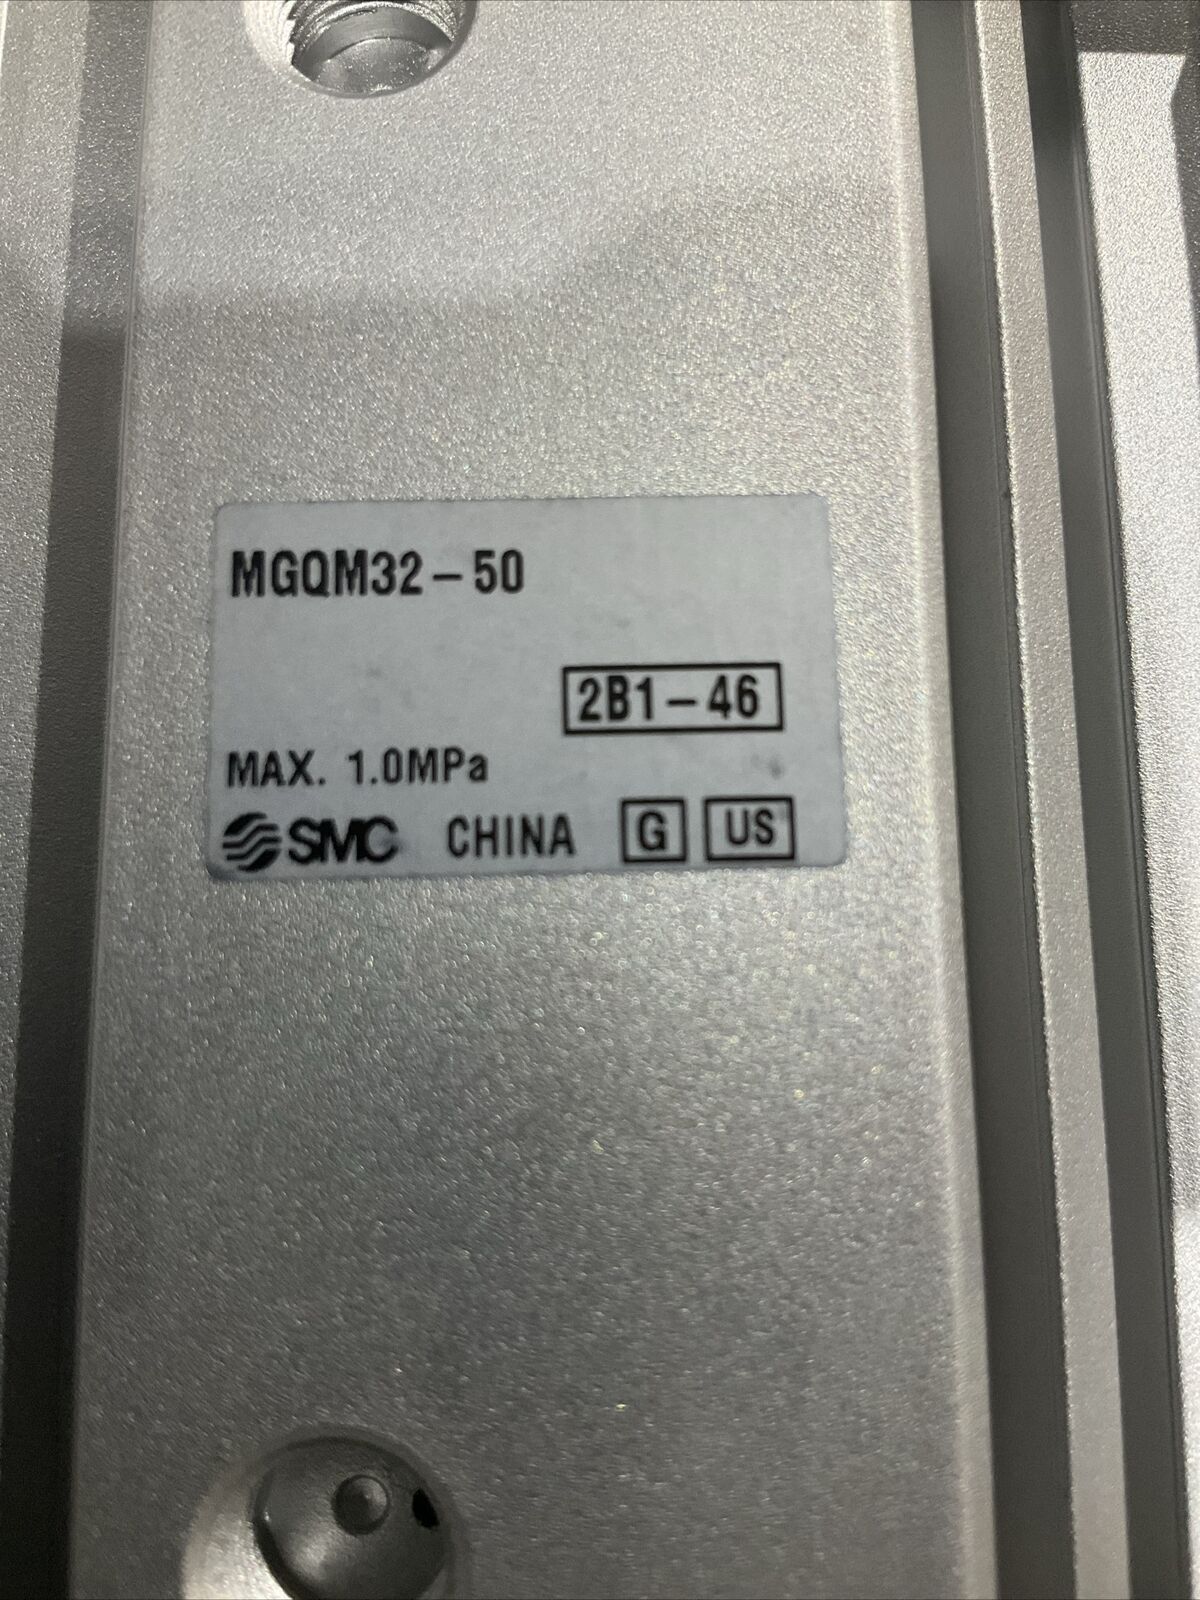 MGQM32-50
2B1-46
MAX. 1.0MPa
SMC CHINA G US